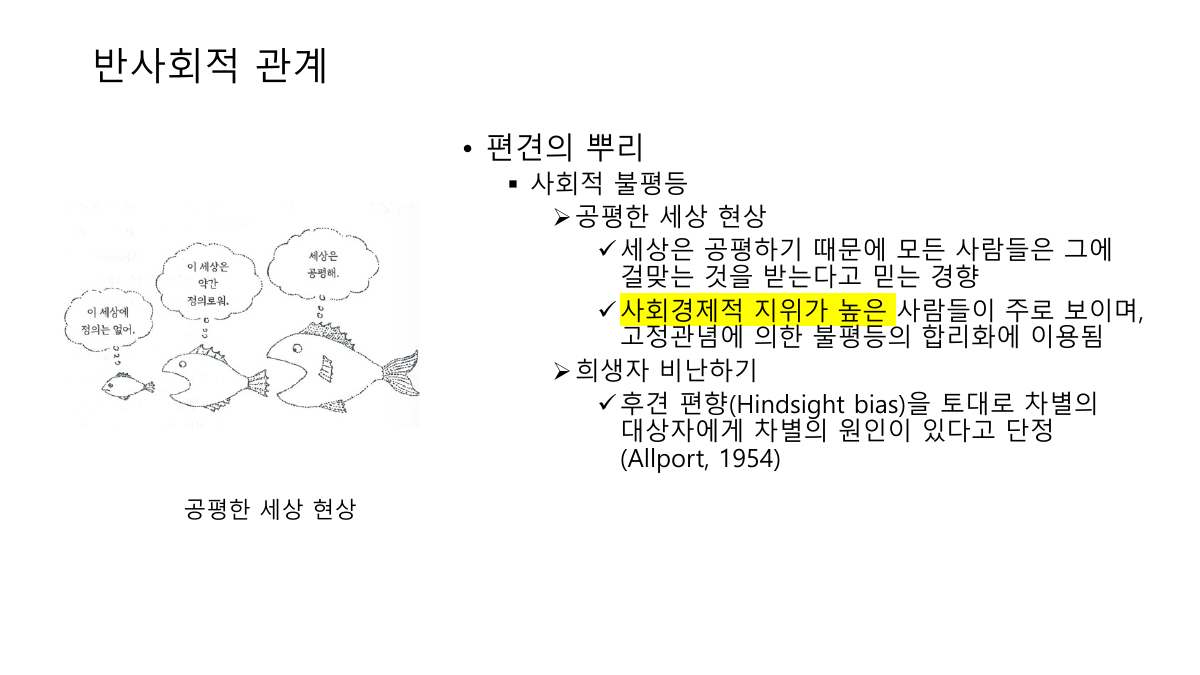 반사회적 관계
• 편견의 뿌리
▪ 사회적 불평등
➢ 공평한 세상 현상
✓ 세상은 공평하기 때문에 모든 사람들은 그에
걸맞는 것을 받는다고 믿는 경향
✓ 사회경제적 지위가 높은 사람들이 주로 보이며,
고정관념에 의한 불평등의 합리화에 이용됨
➢ 희생자 비난하기
✓ 후견 편향(Hindsight bias)을 토대로 차별의
대상자에게 차별의 원인이 있다고 단정
(Allport, 1954)
이 세상에
정의는 없어.
이 세상은
약간
정의로워.
세상은
공평해.
공평한 세상 현상